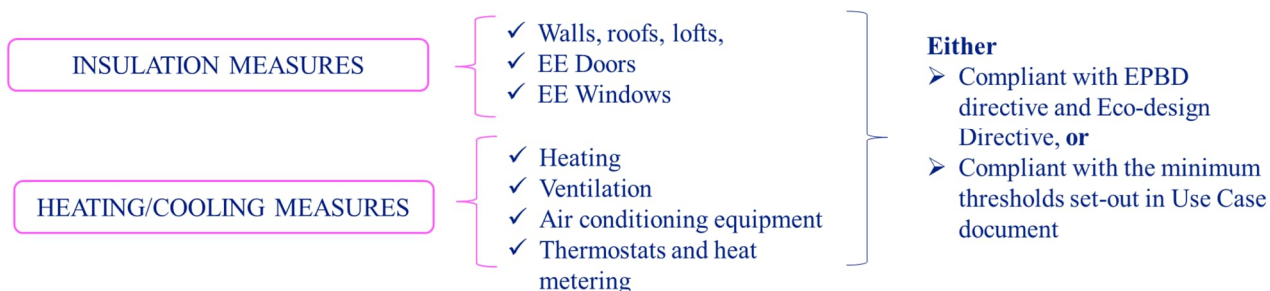 INSULATION MEASURES
✓ Walls, roofs, lofts,
✓ EE Doors
✓ EE Windows
HEATING/COOLING MEASURES
✓ Heating
✓ Ventilation
✓ Air conditioning equipment
✓ Thermostats and heat
metering
Either
➢ Compliant with EPBD
directive and Eco-design
Directive, or
➢ Compliant with the minimum
thresholds set-out in Use Case
document